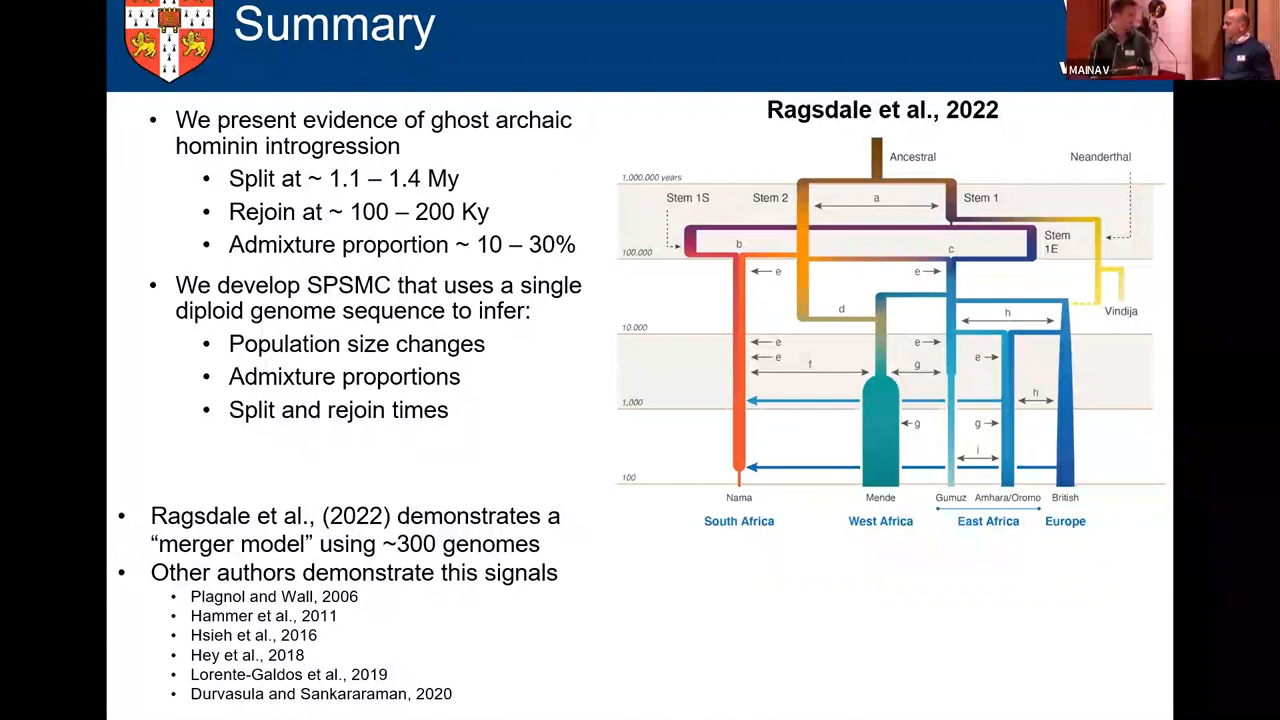 Summary
MAINAV
• We present evidence of ghost archaic
hominin introgression
• Split at ~ 1.1 – 1.4 My
• Rejoin at ~ 100 – 200 Ky
• Admixture proportion ~ 10 – 30%
• We develop SPSMC that uses a single
diploid genome sequence to infer:
• Population size changes
• Admixture proportions
• Split and rejoin times
• Ragsdale et al., (2022) demonstrates a
“merger model” using ~300 genomes
• Other authors demonstrate this signals
• Plagnol and Wall, 2006
• Hammer et al., 2011
• Hsieh et al., 2016
• Hey et al., 2018
• Lorente-Galdos et al., 2019
• Durvasula and Sankararaman, 2020
Ragsdale et al., 2022
Ancestral
Neanderthal
1,000.000 years
Stem 1S
Stem 2
a
Stem 1
Stem
1E
b
c
100.000
e
e
d
h
Vindija
10.000
e
e
e
e
f
g
h
1,000
g
g
i
100
Nama
Mende
Gumuz
Amhara/Oromo
British
South Africa
West Africa
East Africa
Europe